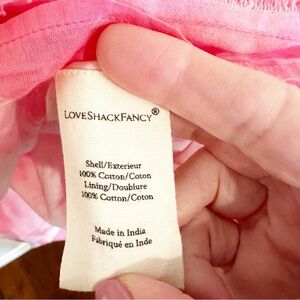 LoveShackFancy®
Shell/Exterieur
100% Cotton/Coton
Lining/Doublure
100% Cotton/Coton
Made in India
Fabriqué en Inde